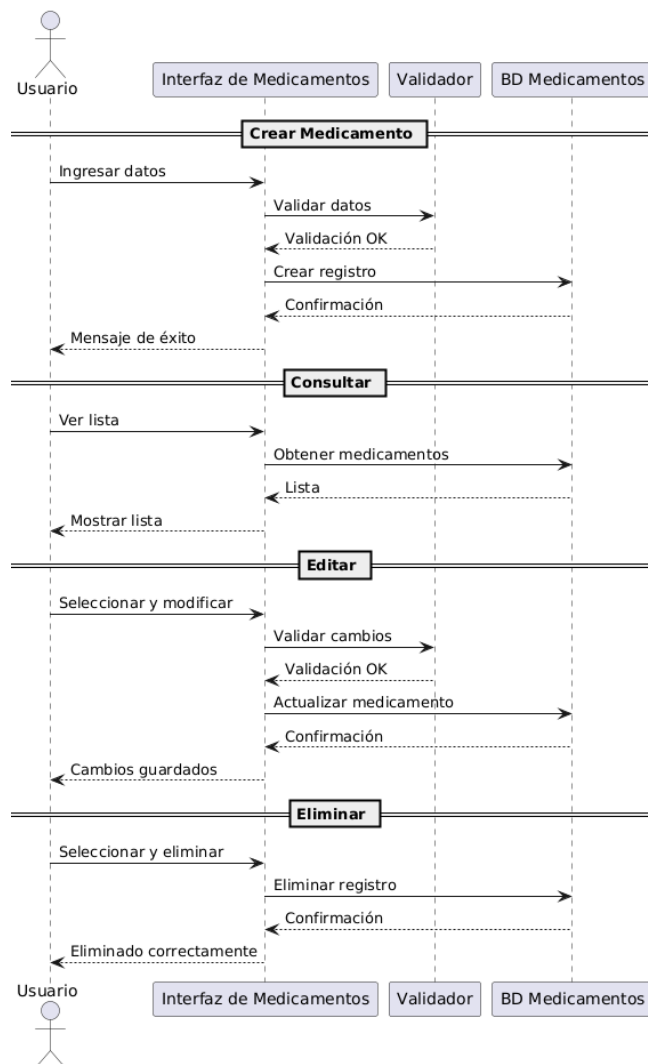 Usuario
Interfaz de Medicamentos
Validador
BD Medicamentos
Crear Medicamento
Ingresar datos
Validar datos
Validación OK
Crear registro
Confirmación
Mensaje de éxito
Consultar
Ver lista
Obtener medicamentos
Lista
Mostrar lista
Editar
Seleccionar y modificar
Validar cambios
Validación OK
Actualizar medicamento
Confirmación
Cambios guardados
Eliminar
Seleccionar y eliminar
Eliminar registro
Confirmación
Eliminado correctamente
Usuario
Interfaz de Medicamentos
Validador
BD Medicamentos